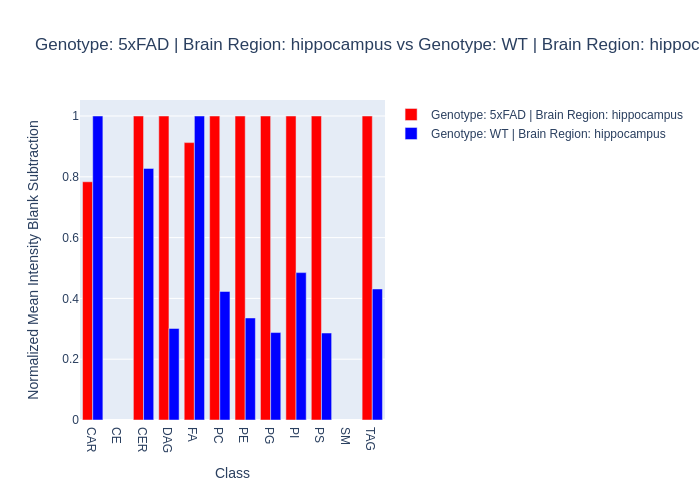 Genotype: 5xFAD | Brain Region: hippocampus vs Genotype: WT | Brain Region: hippoc
Genotype: 5xFAD | Brain Region: hippocampus
Genotype: WT | Brain Region: hippocampus
Normalized Mean Intensity Blank Subtraction
1
0.8
0.6
0.4
0.2
0
CAR
CE
CER
DAG
FA
PC
PE
PG
PI
PS
SM
TAG
Class